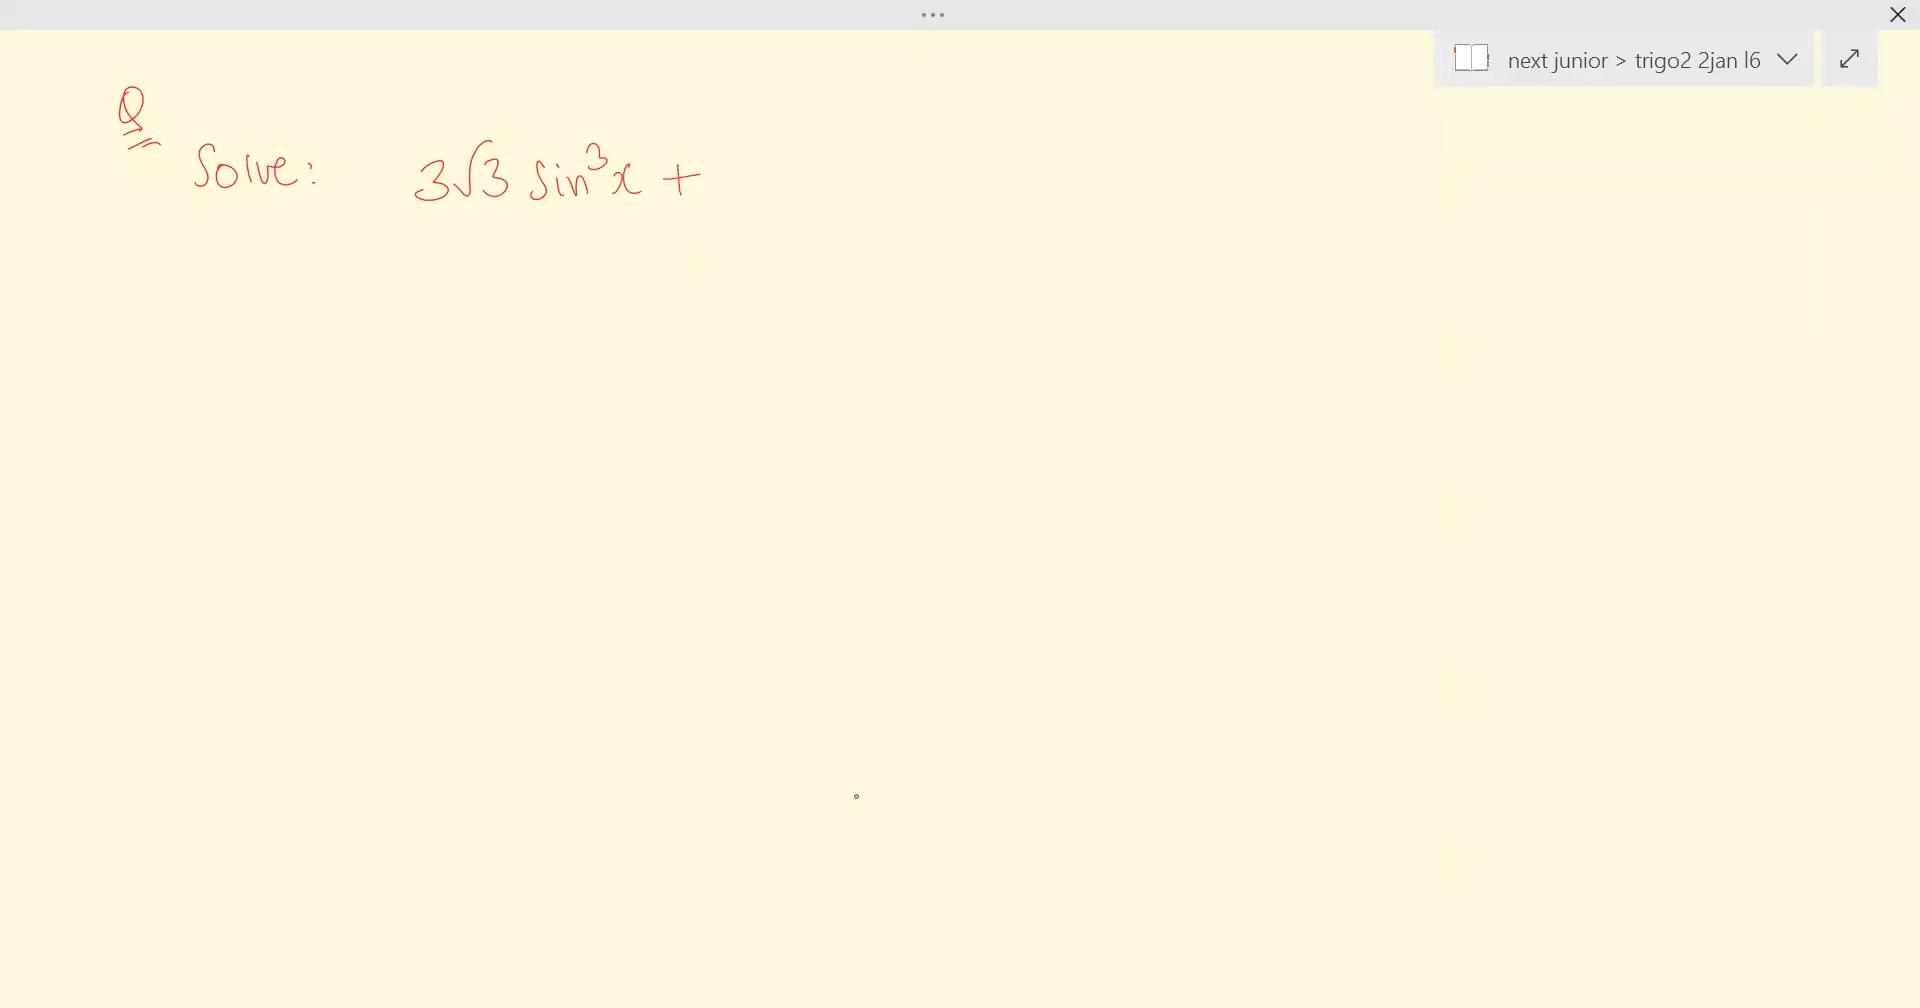 next junior > trigo2 2jan l6
Q
Solve: 3√3 sin³x +